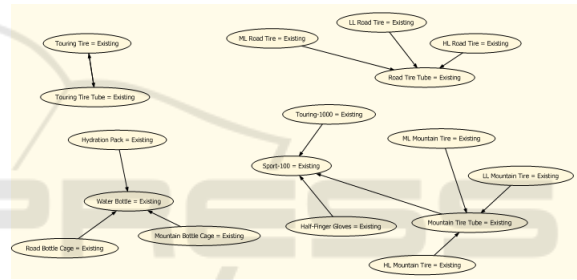 LL Road Tire = Existing
Touring Tire = Existing
ML Road Tire = Existing
HL Road Tire = Existing
Road Tire Tube = Existing
Touring Tire Tube = Existing
Touring-1000 = Existing
Hydration Pack = Existing
ML Mountain Tire = Existing
Sport-100 = Existing
LL Mountain Tire = Existing
Water Bottle = Existing
Half-Finger Gloves = Existing
Mountain Tire Tube = Existing
Mountain Bottle Cage = Existing
Road Bottle Cage = Existing
HL Mountain Tire = Existing
PRESS